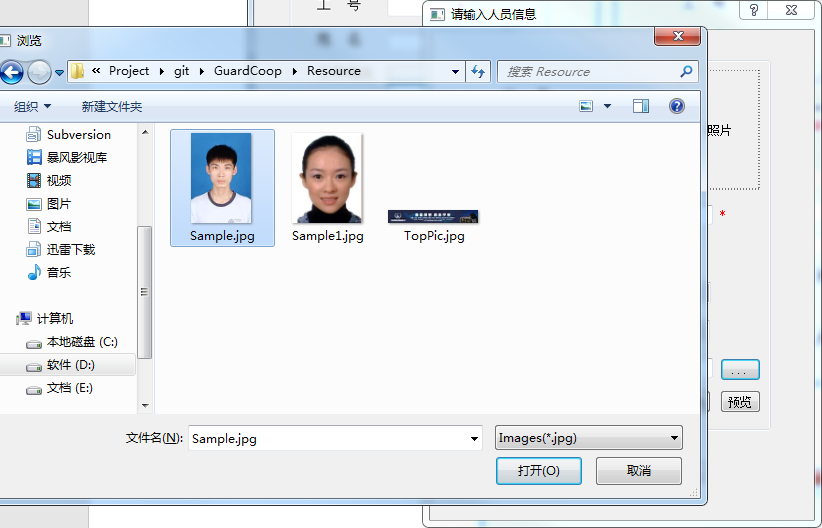 工 号
请输入人员信息
浏览
« Project ▸ git ▸ GuardCoop ▸ Resource
搜索 Resource
组织
新建文件夹
照片
Subversion
暴风影视库
视频
图片
文档
迅雷下载
音乐
计算机
本地磁盘 (C:)
软件 (D:)
文档 (E:)
Sample.jpg
Sample1.jpg
TopPic.jpg
*
...
预览
文件名(N):
Sample.jpg
Images(*.jpg)
打开(O)
取消